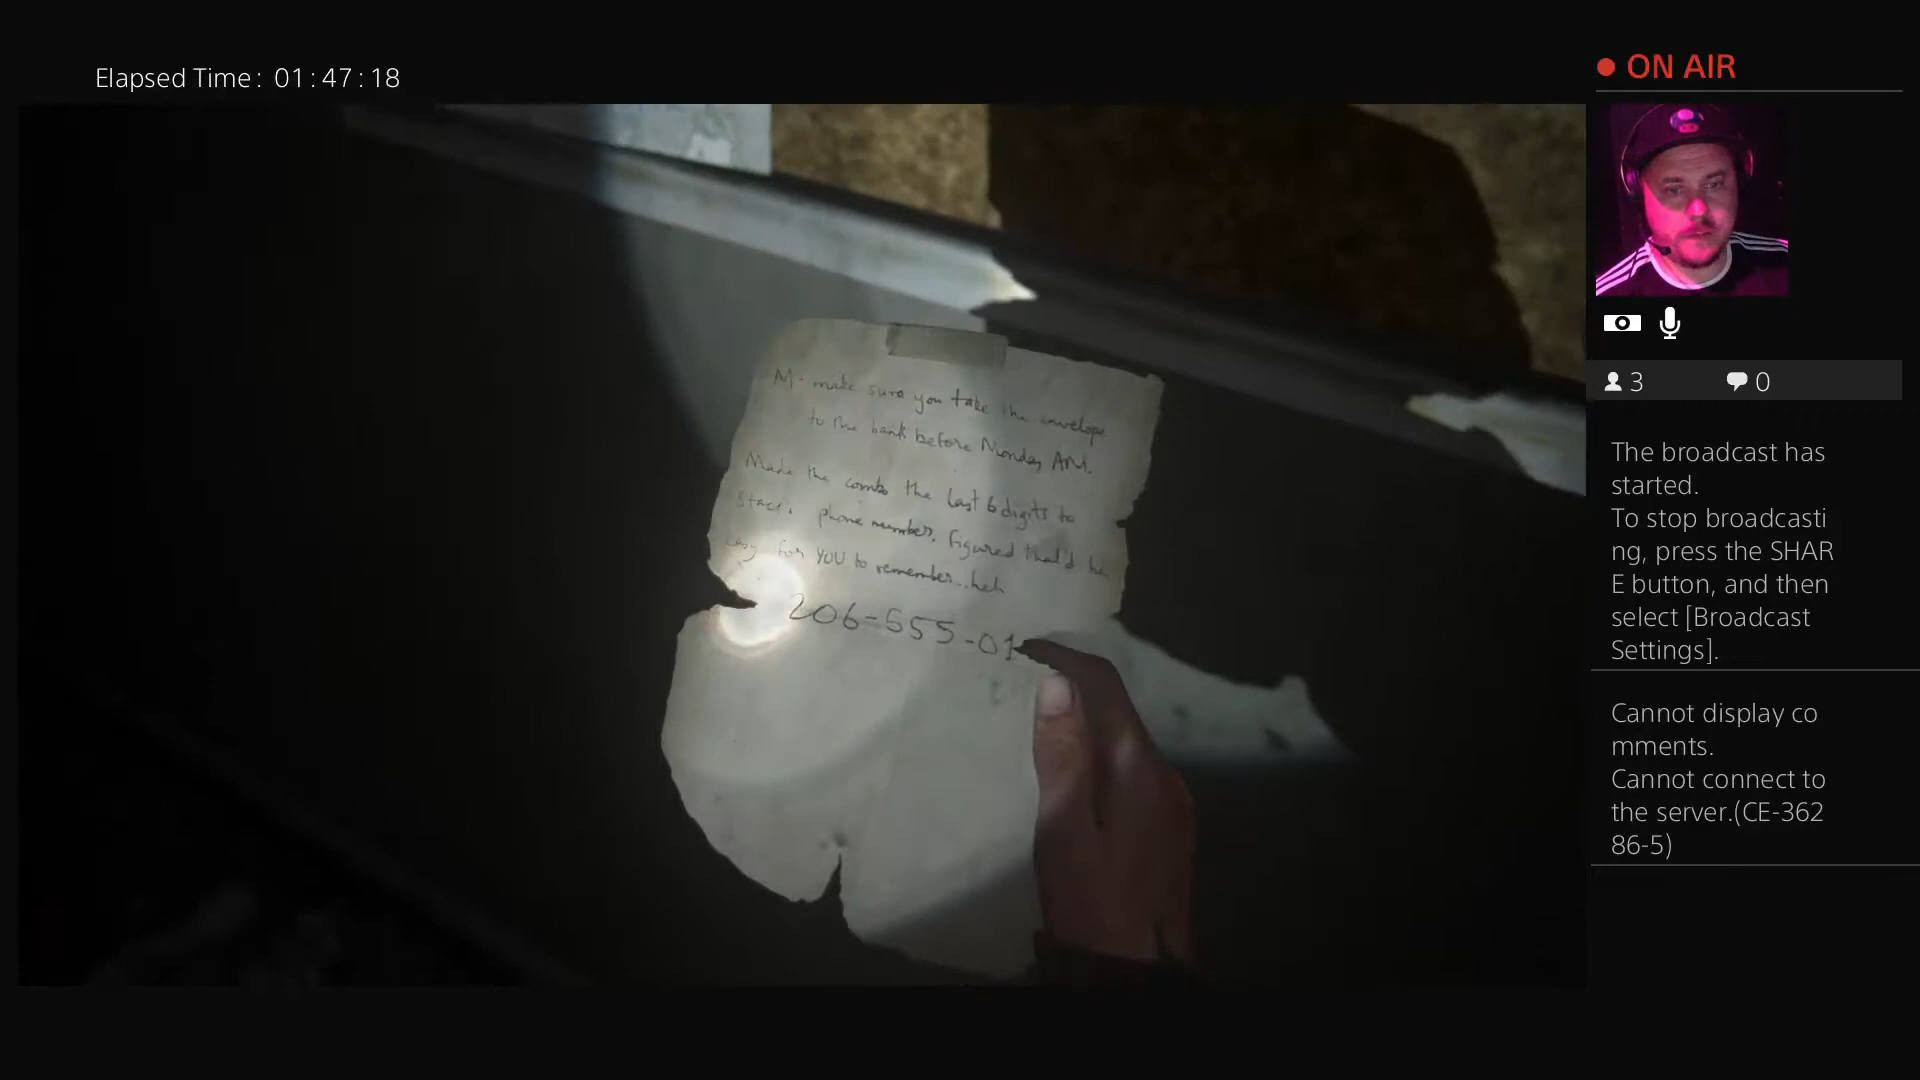 Elapsed Time: 01:47:18
ON AIR
3
0
The broadcast has
started.
To stop broadcasti
ng, press the SHAR
E button, and then
select [Broadcast
Settings].
Cannot display co
mments.
Cannot connect to
the server.(CE-362
86-5)
M- make sure you take the envelope
to the bank before Monday AM.
Made the combo the last 6 digits to
phone number. figured that'd be
easy for YOU to remember...heh
206-555-01